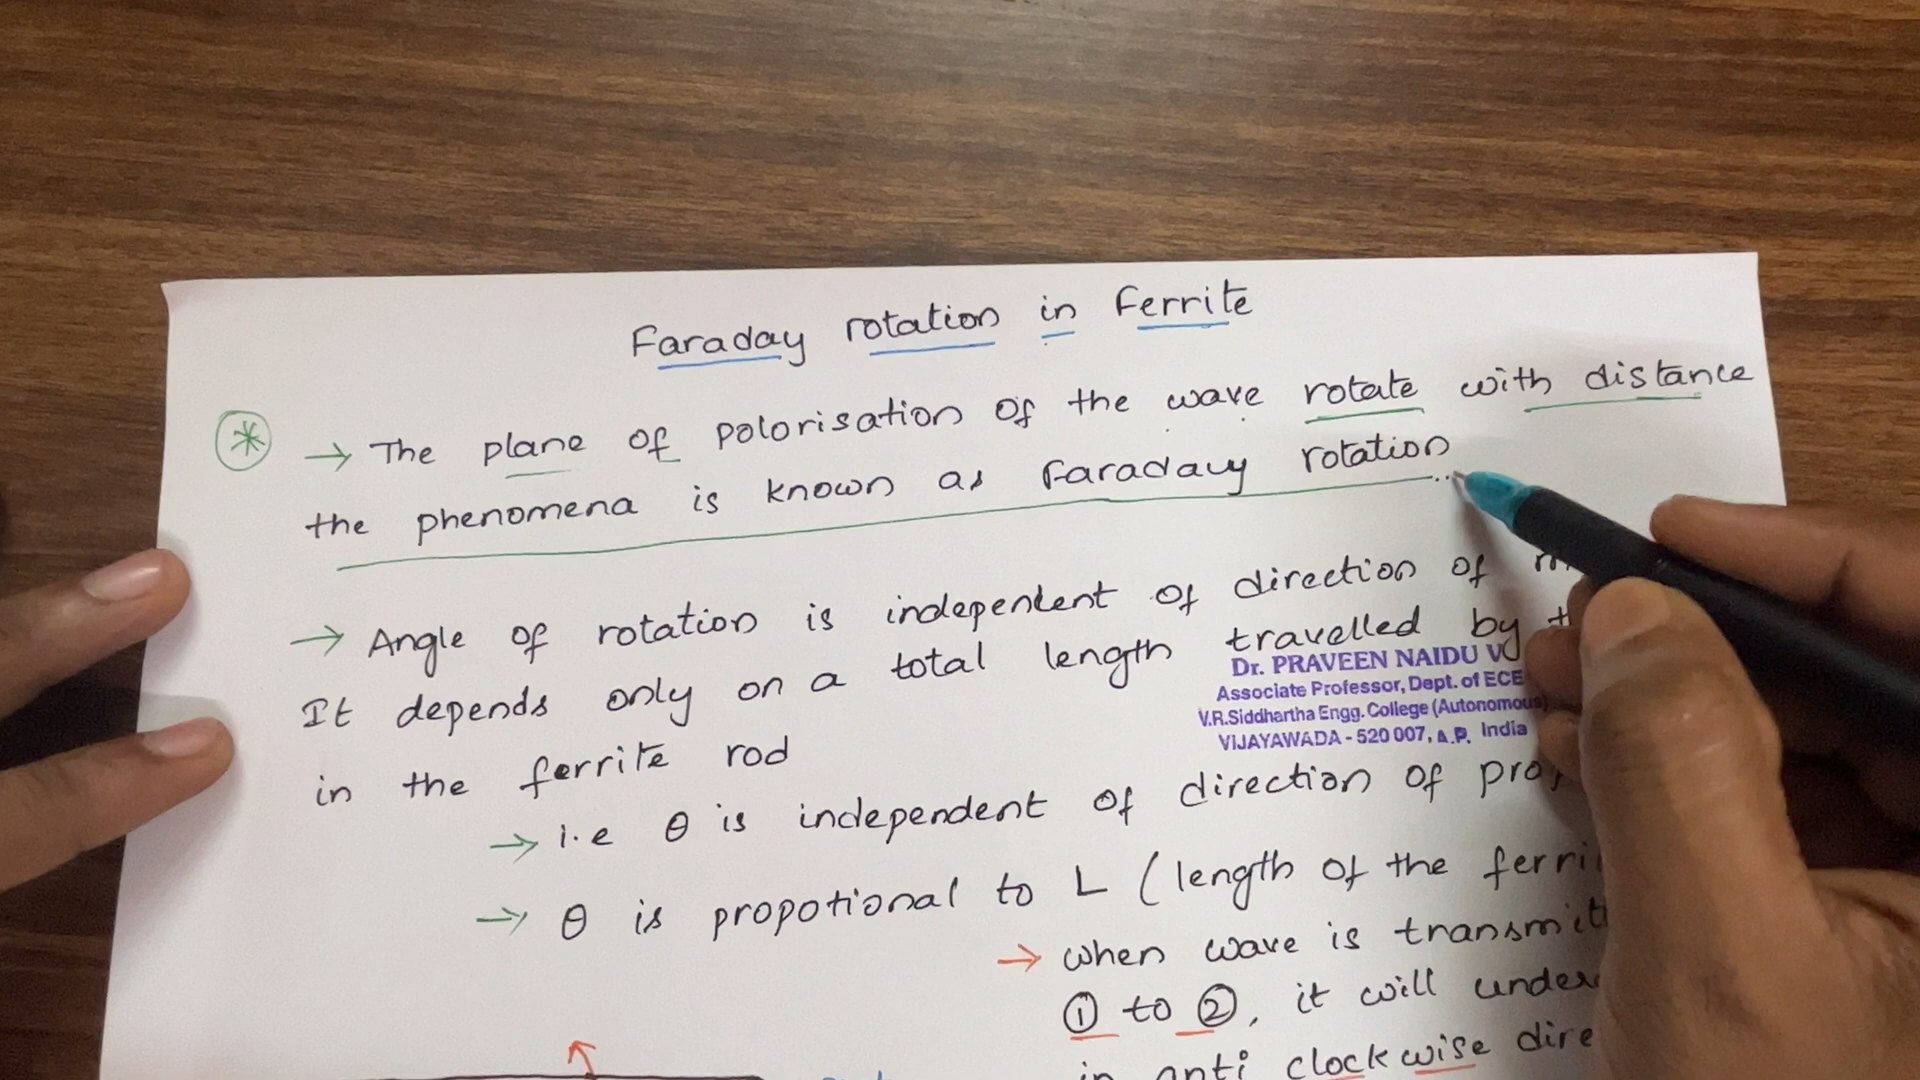 Faraday rotation in Ferrite
* → The plane of polorisation of the wave rotate with distance
the phenomena is known as Faraday rotation
→ Angle of rotation is independent of direction of
It depends only on a total length travelled by
Dr. PRAVEEN NAIDU
Associate Professor, Dept. of ECE
V.R.Siddhartha Engg. College (Autonomous)
VIJAYAWADA - 520 007, A.P. India
in the ferrite rod
→ i.e θ is independent of direction of
→ θ is propotional to L (length of the
→ when wave is
① to ②, it will
in anti clockwise